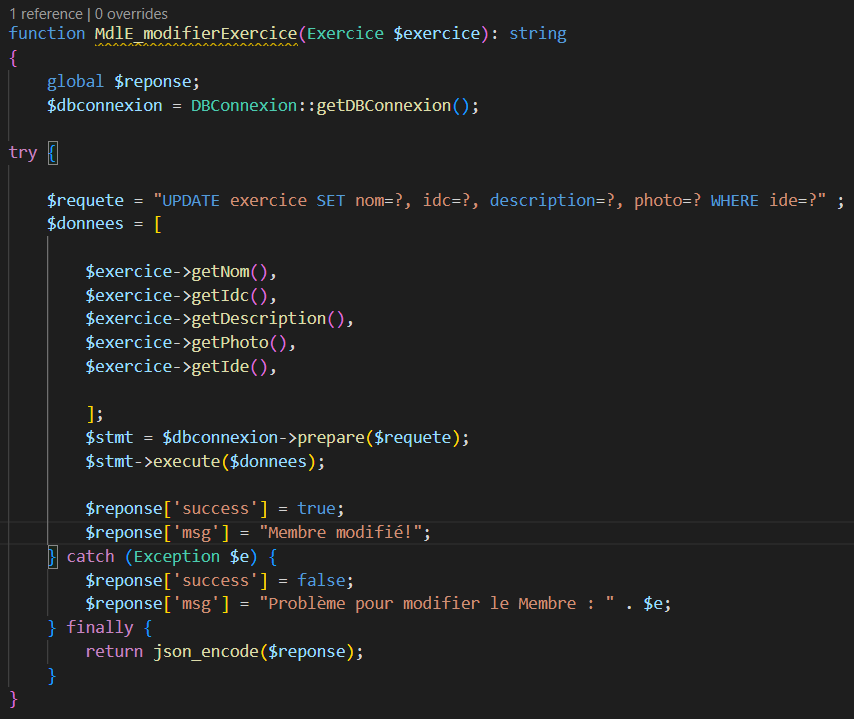 1 reference | 0 overrides
function MdlE_modifierExercice(Exercice $exercice): string
{
global $reponse;
$dbconnexion = DBConnexion::getDBConnexion();
try {
$requete = "UPDATE exercice SET nom=?, idc=?, description=?, photo=? WHERE ide=?" ;
$donnees = [
$exercice->getNom(),
$exercice->getIdc(),
$exercice->getDescription(),
$exercice->getPhoto(),
$exercice->getIde(),
];
$stmt = $dbconnexion->prepare($requete);
$stmt->execute($donnees);
$reponse['success'] = true;
$reponse['msg'] = "Membre modifié!";
} catch (Exception $e) {
$reponse['success'] = false;
$reponse['msg'] = "Problème pour modifier le Membre : " . $e;
} finally {
return json_encode($reponse);
}
}